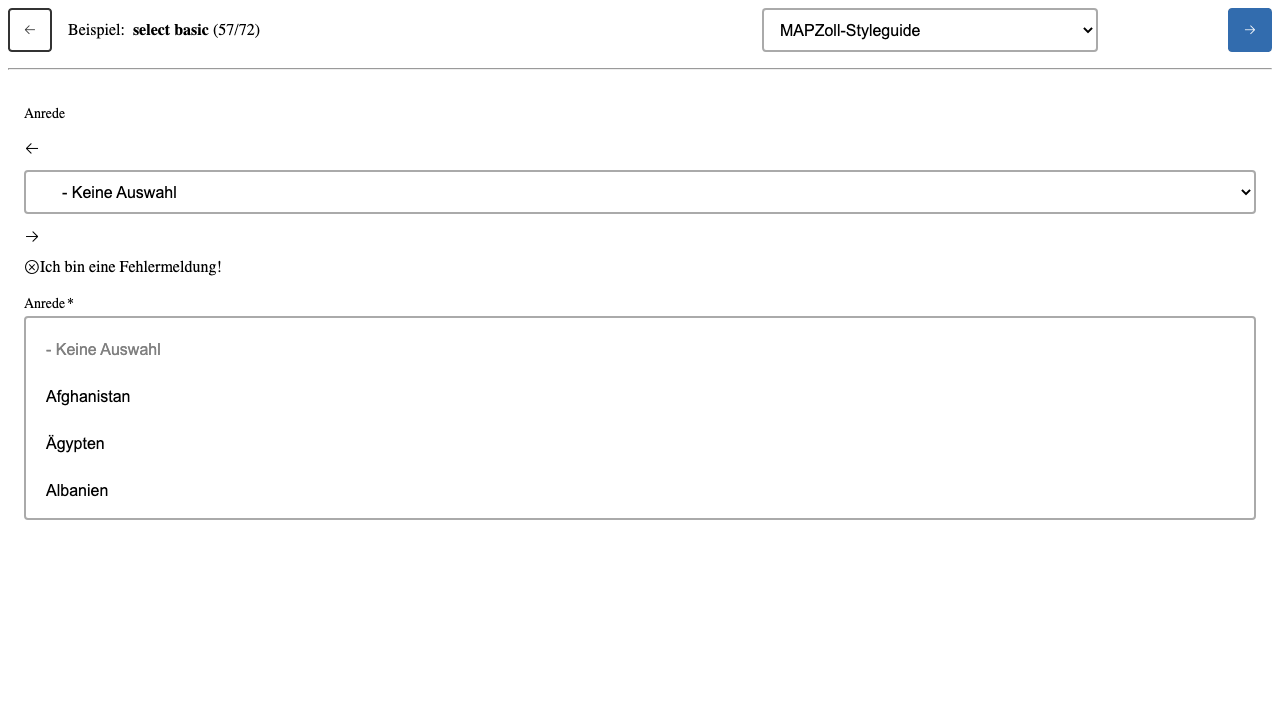 Beispiel: select basic (57/72)
MAPZoll-Styleguide
Anrede
- Keine Auswahl
Ich bin eine Fehlermeldung!
Anrede*
- Keine Auswahl
Afghanistan
Ägypten
Albanien